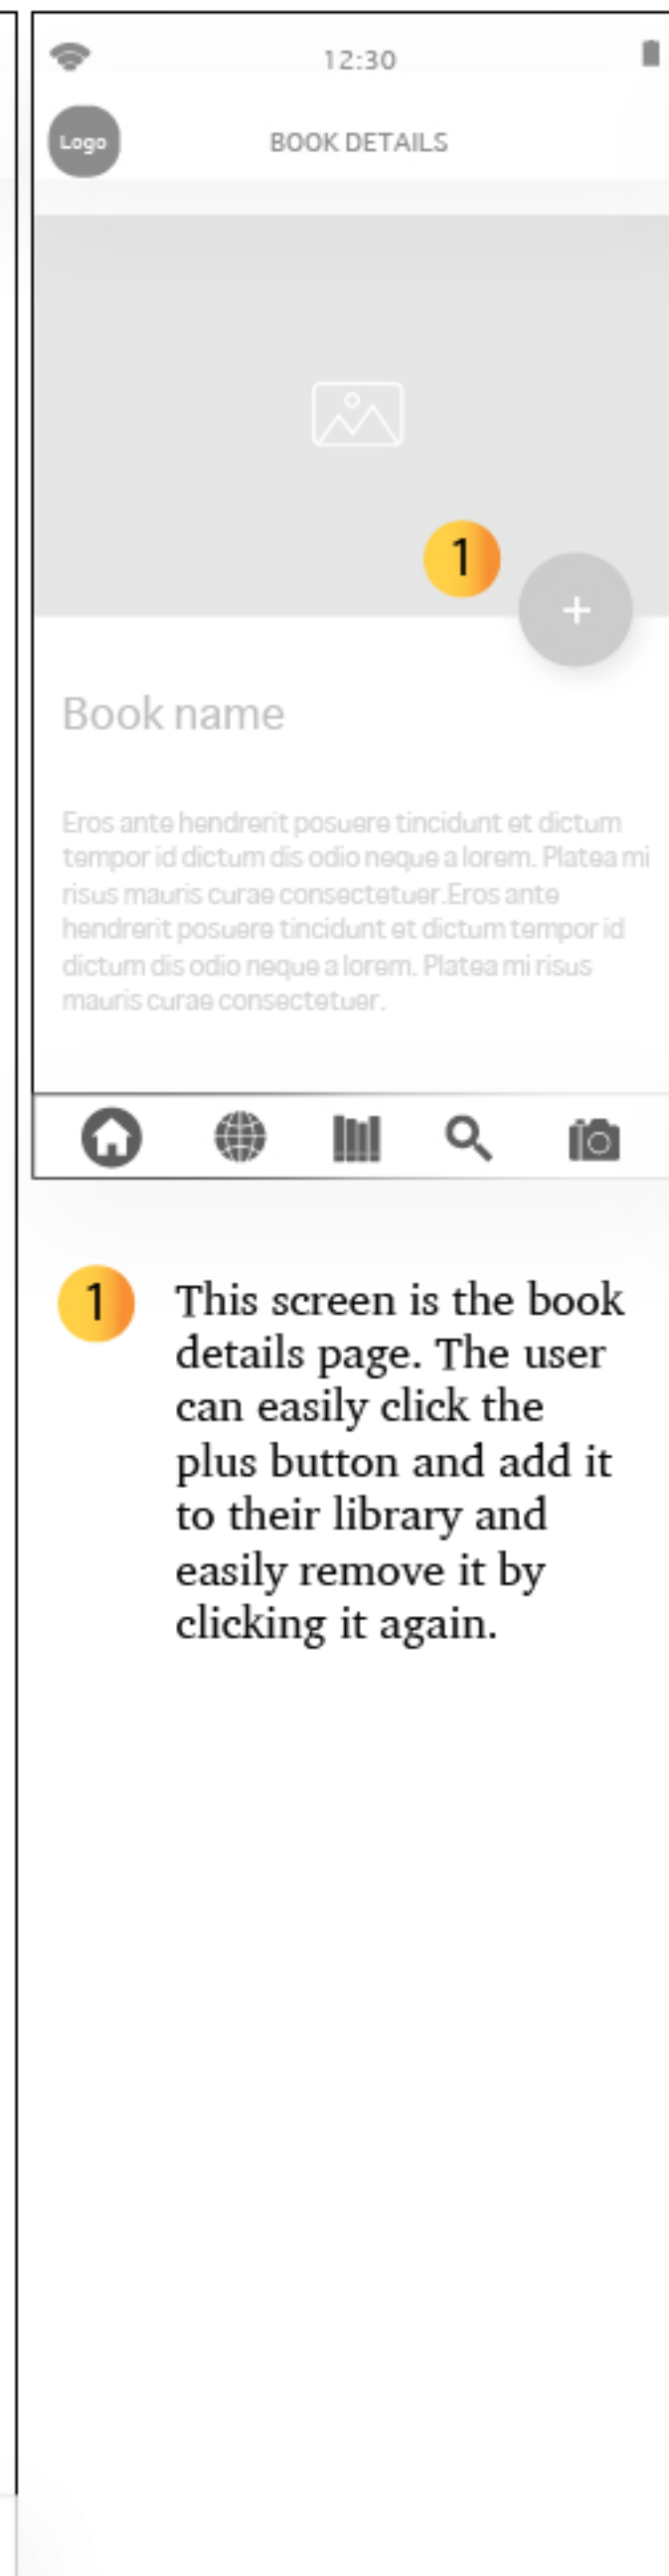 12:30
Logo
BOOK DETAILS
1
+
Book name
Eros ante hendrerit posuere tincidunt et dictum
tempor id dictum dis odio neque a lorem. Platea mi
risus mauris curae consectetuer.Eros ante
hendrerit posuere tincidunt et dictum tempor id
dictum dis odio neque a lorem. Platea mi risus
mauris curae consectetuer.
1
This screen is the book
details page. The user
can easily click the
plus button and add it
to their library and
easily remove it by
clicking it again.